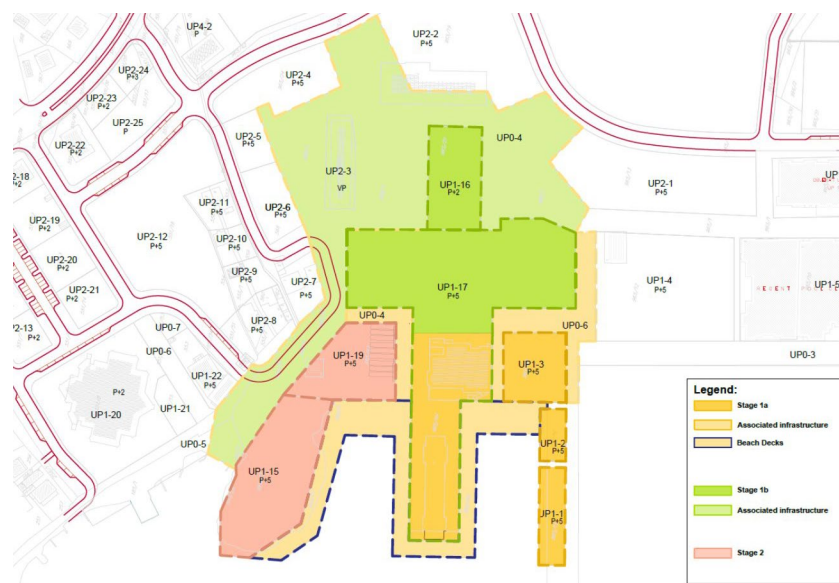 UP4-2
P
UP2-2
P+5
UP2-24
P+3
UP2-4
P+5
UP2-23
P+2
UP2-25
P
UP2-5
P+5
UP0-4
UP2-22
P+2
UP2-3
VP
UP1-16
P+2
UP2-1
P+5
2-18
P+2
UP2-11
P+5
UP2-6
P+5
UP2-19
P+2
UP2-12
P+5
UP2-10
P+5
UP2-20
P+2
UP2-9
P+5
UP2-7
P+5
UP1-4
P+5
UP1-5
UP2-21
P+2
UP1-17
P+5
UP2-8
P+5
UP0-4
UP0-6
2-13
P+2
UP0-7
UP0-6
UP1-19
P+5
UP1-3
P+5
UP0-3
UP1-22
P+5
P+2
UP1-20
UP1-21
UP0-5
UP1-15
P+5
UP1-2
P+5
UP1-1
P+5
Legend:
Stage 1a
Associated infrastructure
Beach Decks
Stage 1b
Associated infrastructure
Stage 2